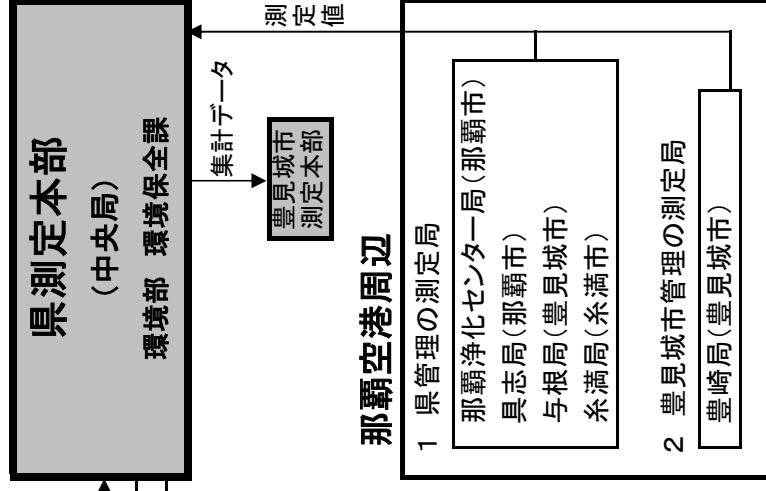 県測定本部
（中央局）
環境部 環境保全課
集計データ
豊見城市
測定本部
測定値
那覇空港周辺
1 県管理の測定局
那覇浄化センター局（那覇市）
具志局（那覇市）
与根局（豊見城市）
糸満局（糸満市）
2 豊見城市管理の測定局
豊崎局（豊見城市）